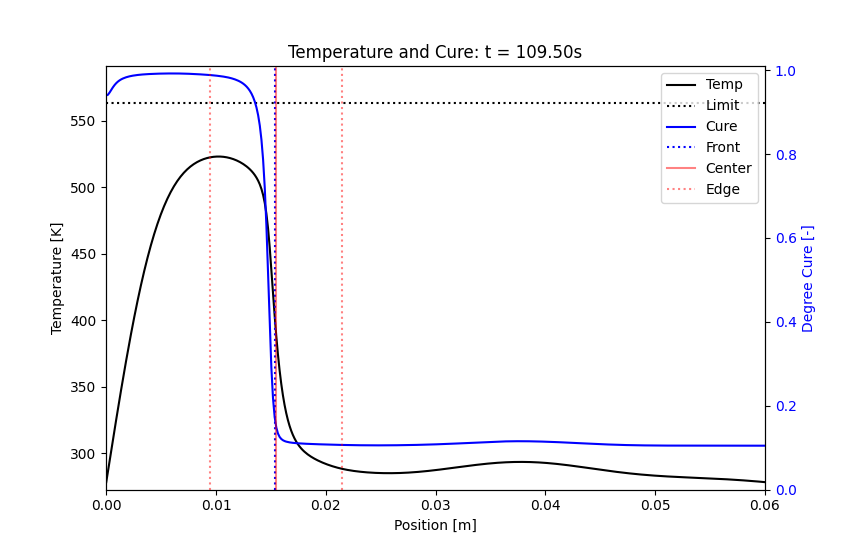 Temperature and Cure: t = 109.50s
Temperature [K]
550
500
450
400
350
300
1.0
0.8
0.6
0.4
0.2
0.0
Degree Cure [-]
Temp
Limit
Cure
Front
Center
Edge
0.00 0.01 0.02 0.03 0.04 0.05 0.06
Position [m]